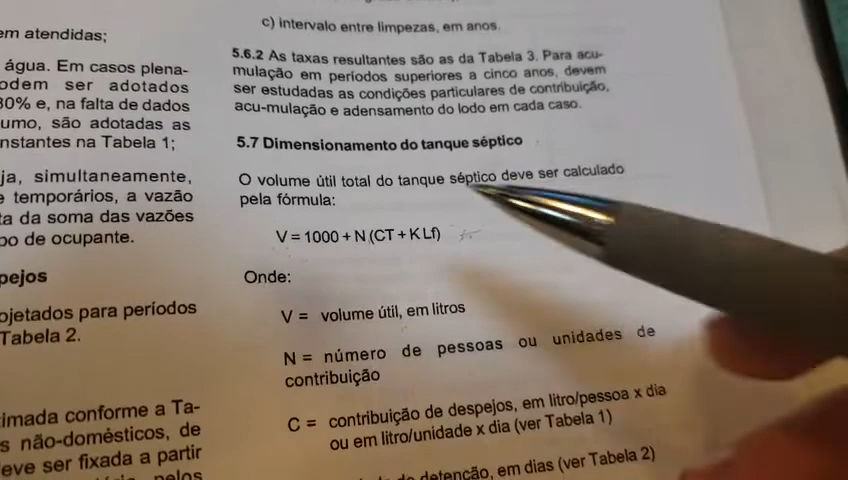 em atendidas;
água. Em casos plena-
odem ser adotados
80% e, na falta de dados
umo, são adotadas as
nstantes na Tabela 1;
ja, simultaneamente,
e temporários, a vazão
ta da soma das vazões
po de ocupante.
pejos
ojetados para períodos
Tabela 2.
imada conforme a Ta-
s não-domésticos, de
eve ser fixada a partir
pelos
c) intervalo entre limpezas, em anos.
5.6.2 As taxas resultantes são as da Tabela 3. Para acu-
mulação em períodos superiores a cinco anos, devem
ser estudadas as condições particulares de contribuição,
acu-mulação e adensamento do lodo em cada caso.
5.7 Dimensionamento do tanque séptico
O volume útil total do tanque séptico deve ser calculado
pela fórmula:
V = 1000 + N (CT + K Lf)
Onde:
V = volume útil, em litros
N = número de pessoas ou unidades de
contribuição
C = contribuição de despejos, em litro/pessoa x dia
ou em litro/unidade x dia (ver Tabela 1)
de detenção, em dias (ver Tabela 2)